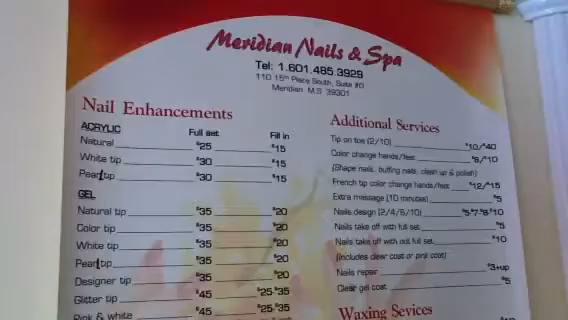 Meridian Nails & Spa
Tel: 1.601.485.3929
110 15th Place South, Suite #G
Meridian M.S 39301
Nail Enhancements
ACRYLIC Full set Fill in
Natural $25 $15
White tip $30 $15
Pearl tip $30 $15
GEL
Natural tip $35 $20
Color tip $35 $20
White tip $35 $20
Pearl tip $35 $20
Designer tip $35 $20
Glitter tip $45 $25-$35
Pink & white $45 $25-$35
Additional Services
Tip on toe (2/10) $10/$40
Color change hands/feet $8/$10
(Shape nails, buffing nails, clean up & polish)
French tip color change hands/feet $12/$15
Extra massage (10 minutes) $5
Nails design (2/4/6/10) $5-$7-$8-$10
Nails take off with full set $5
Nails take off with out full set $10
(Includes clear coat or pink coat)
Nails repair $3+up
Clear gel coat $5
Waxing Sevices